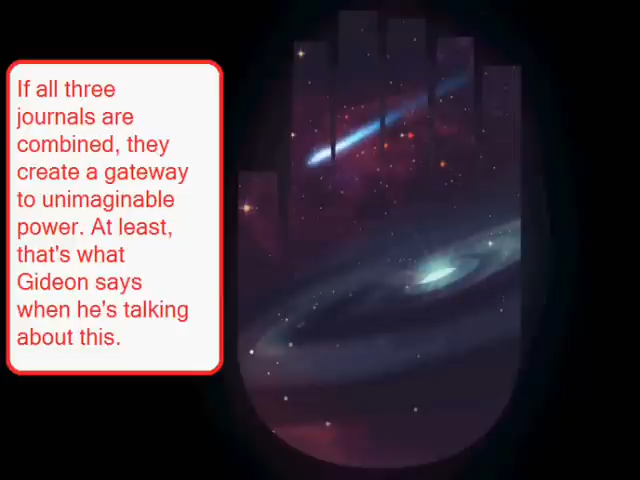 If all three
journals are
combined, they
create a gateway
to unimaginable
power. At least,
that's what
Gideon says
when he's talking
about this.